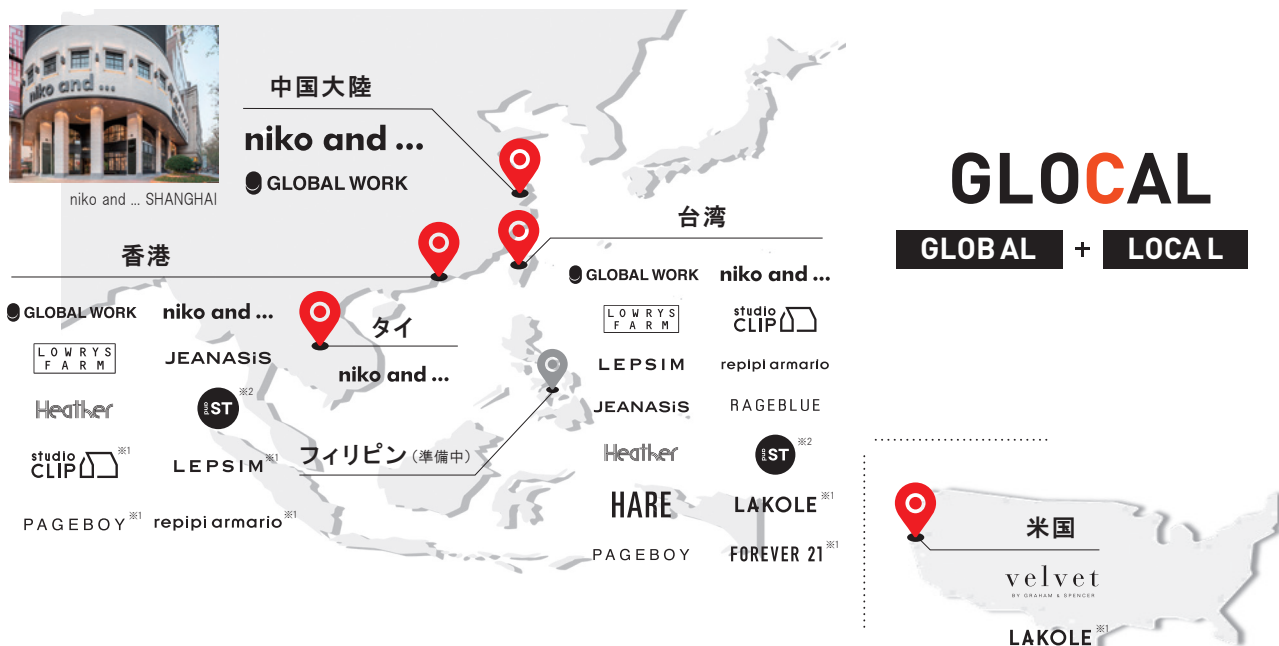 niko and ...
niko and ... SHANGHAI
中国大陸
niko and ...
GLOBAL WORK
香港
GLOBAL WORK
niko and ...
LOWRYS
FARM
JEANASiS
Heather
and ST※2
studio
CLIP※1
LEPSIM※1
PAGEBOY※1
repipi armario※1
タイ
niko and ...
フィリピン(準備中)
台湾
GLOBAL WORK
niko and ...
LOWRYS
FARM
studio
CLIP
LEPSIM
repipi armario
JEANASiS
RAGEBLUE
Heather
and ST※2
HARE
LAKOLE※1
PAGEBOY
FOREVER 21※1
GLOCAL
GLOBAL + LOCAL
米国
velvet
BY GRAHAM & SPENCER
LAKOLE※1